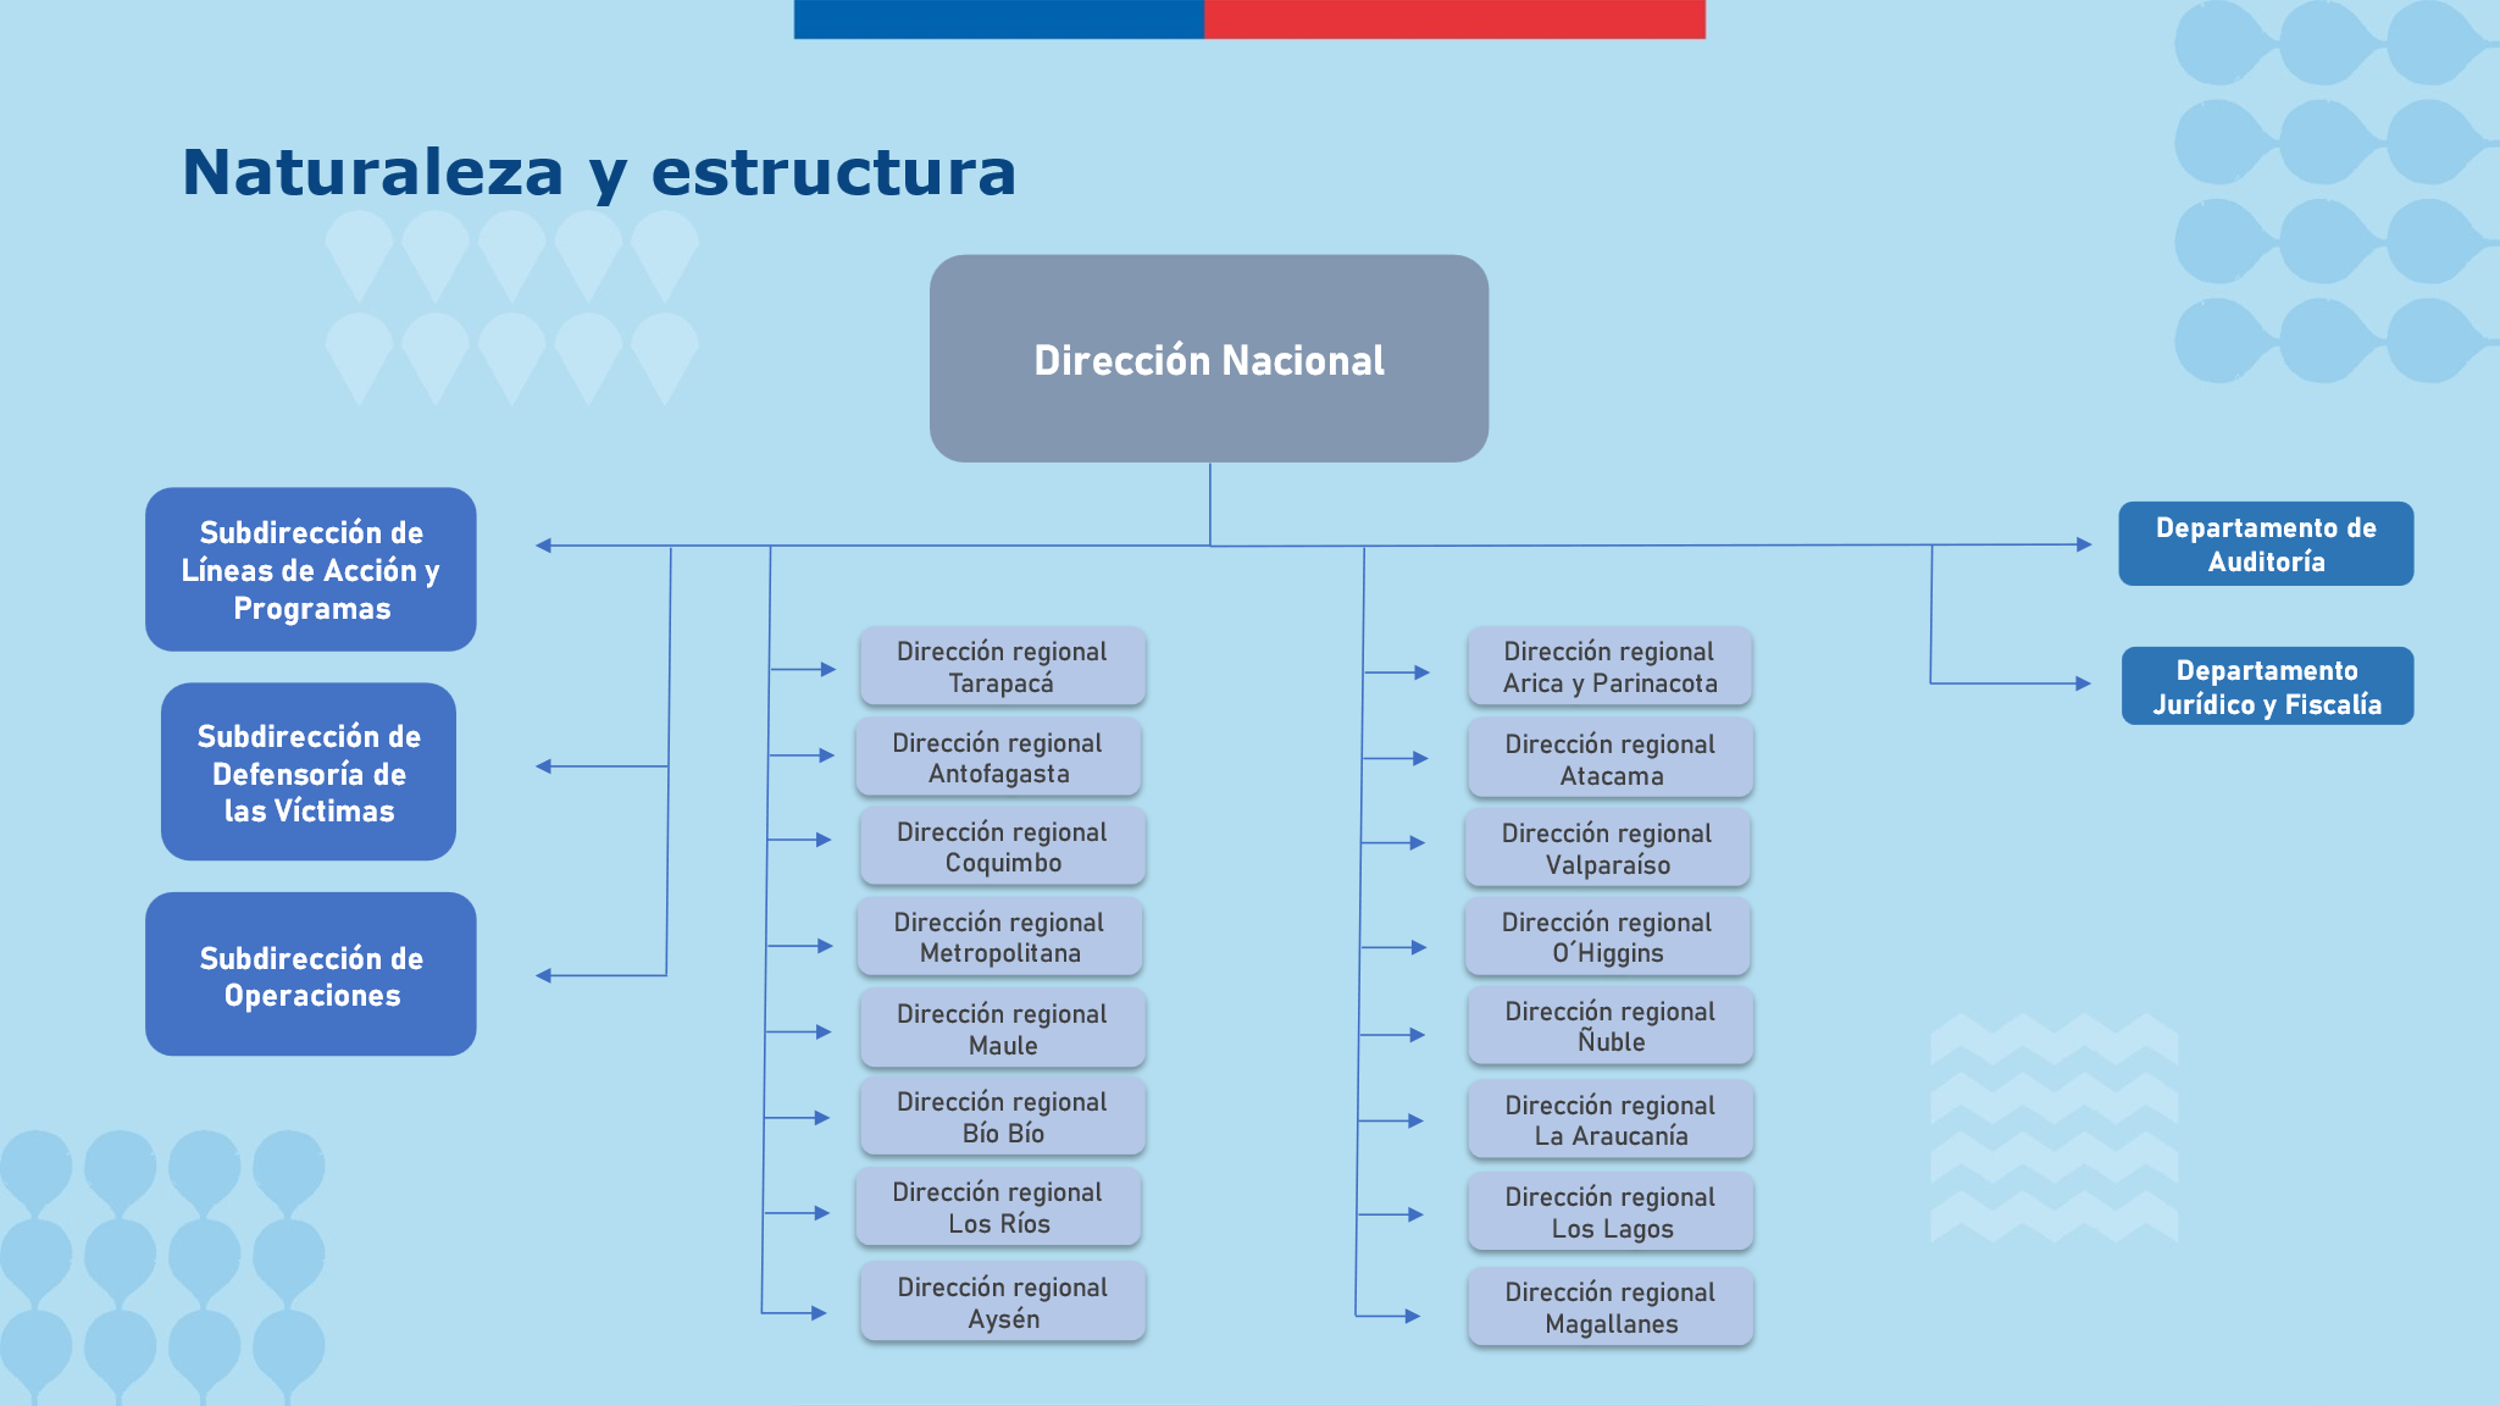 Naturaleza y estructura
Dirección Nacional
Subdirección de
Líneas de Acción y
Programas
Subdirección de
Defensoría de
las Víctimas
Subdirección de
Operaciones
Dirección regional
Tarapacá
Dirección regional
Antofagasta
Dirección regional
Coquimbo
Dirección regional
Metropolitana
Dirección regional
Maule
Dirección regional
Bío Bío
Dirección regional
Los Ríos
Dirección regional
Aysén
Dirección regional
Arica y Parinacota
Dirección regional
Atacama
Dirección regional
Valparaíso
Dirección regional
O´Higgins
Dirección regional
Ñuble
Dirección regional
La Araucanía
Dirección regional
Los Lagos
Dirección regional
Magallanes
Departamento de
Auditoría
Departamento
Jurídico y Fiscalía